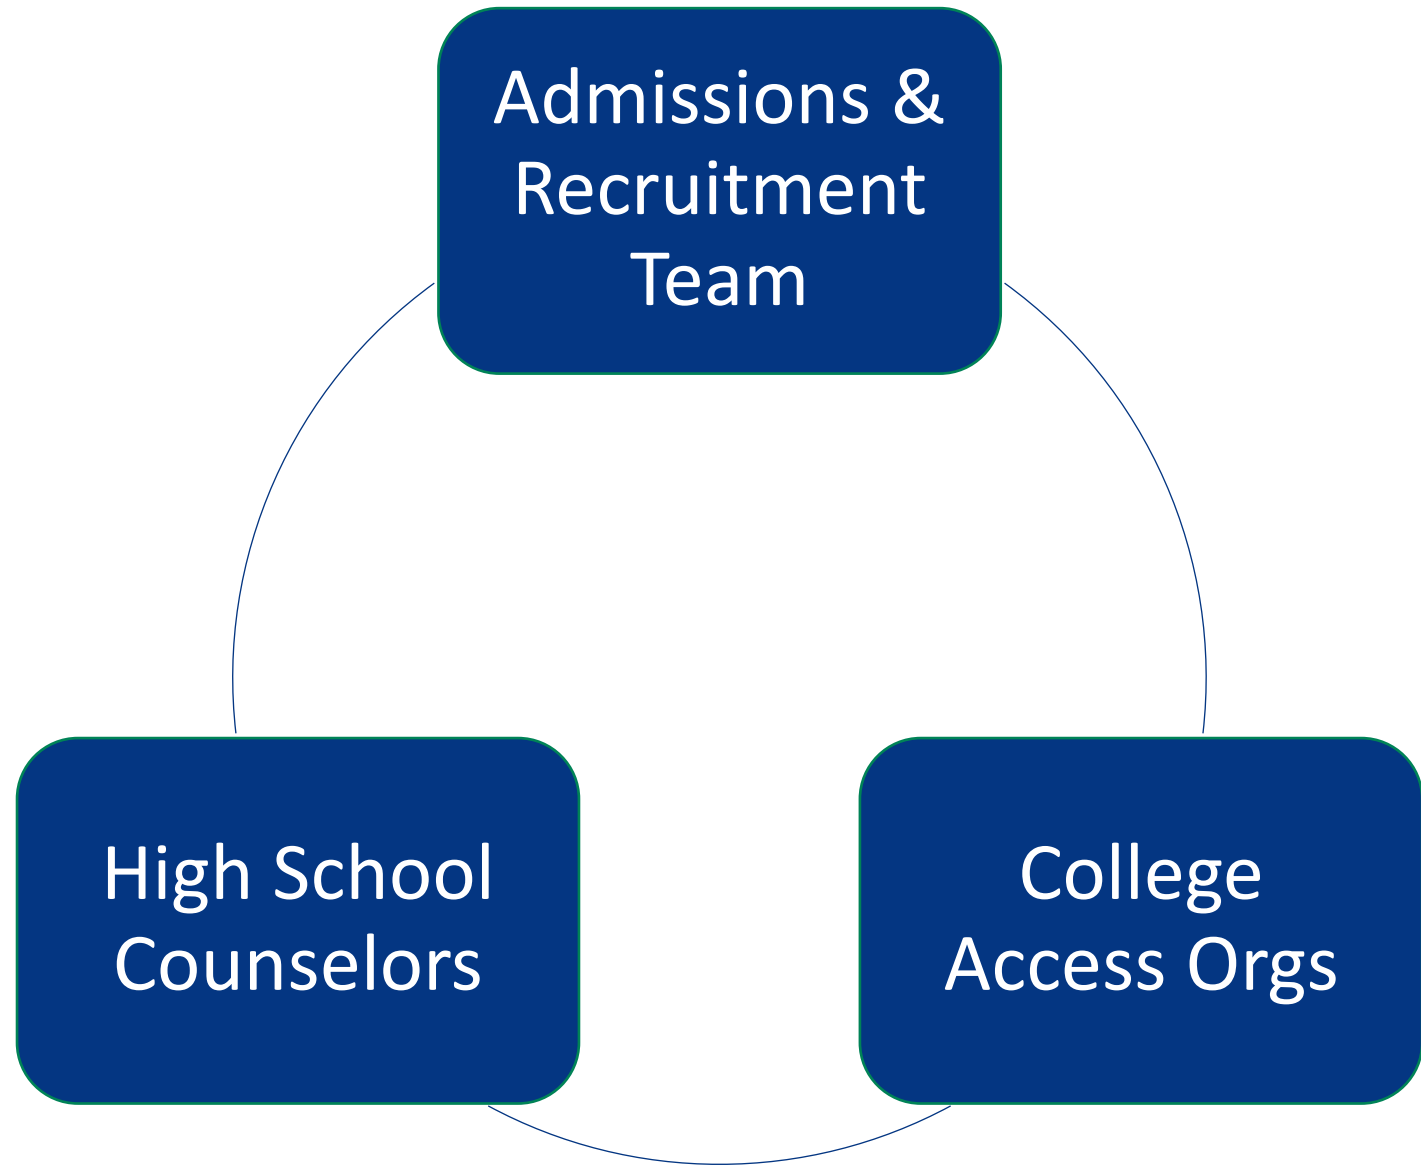 Admissions &
Recruitment
Team
High School
Counselors
College
Access Orgs